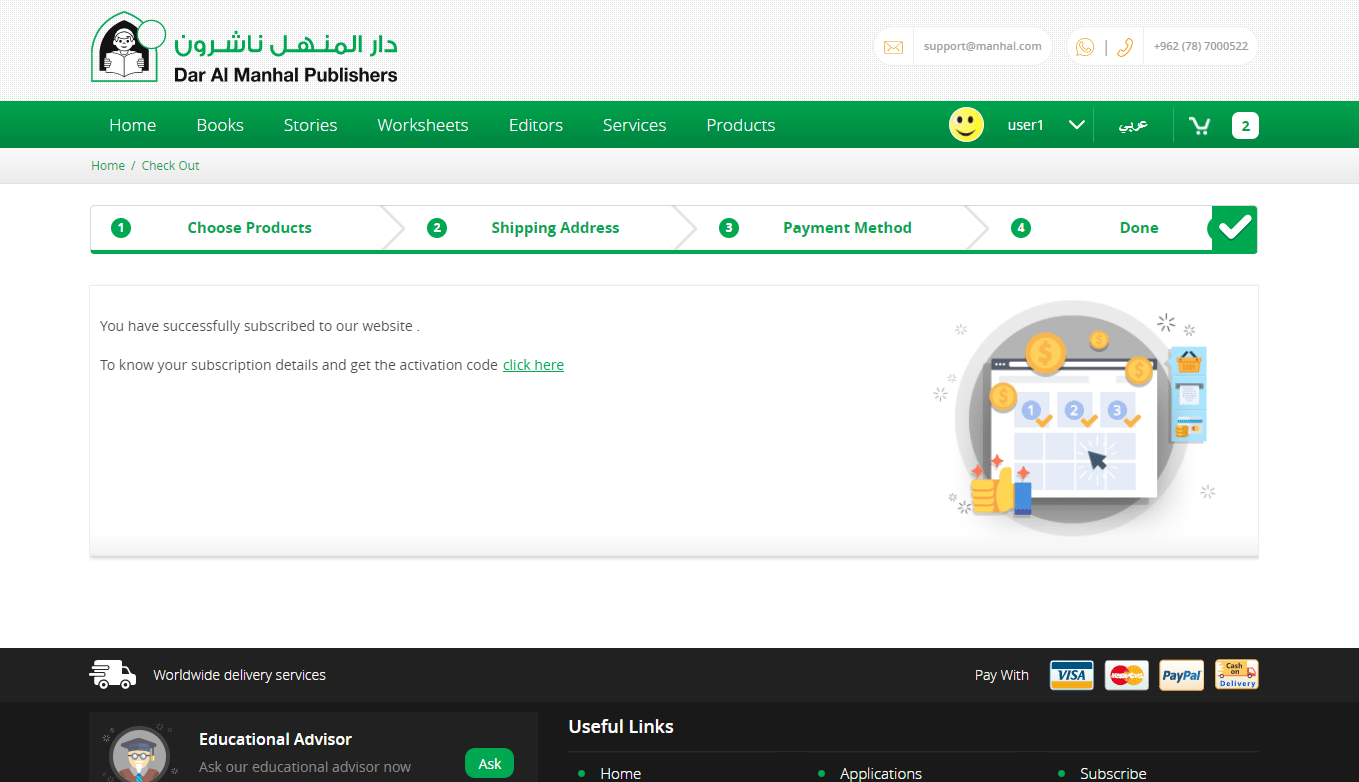 دار المنهل ناشرون
Dar Al Manhal Publishers
support@manhal.com
| +962 (78) 7000522
Home Books Stories Worksheets Editors Services Products user1 عربي 2
Home / Check Out
1 Choose Products 2 Shipping Address 3 Payment Method 4 Done
You have successfully subscribed to our website .
To know your subscription details and get the activation code click here
1 2 3
Worldwide delivery services
Pay With VISA MasterCard PayPal Cash on Delivery
Educational Advisor
Ask our educational advisor now
Ask
Useful Links
Home Applications Subscribe